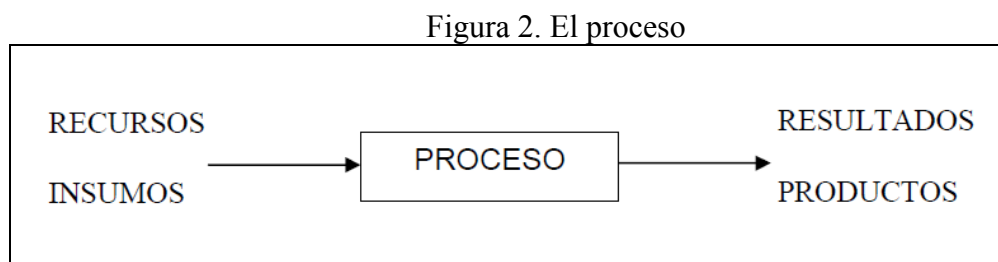 Figura 2. El proceso
RECURSOS
INSUMOS
PROCESO
RESULTADOS
PRODUCTOS